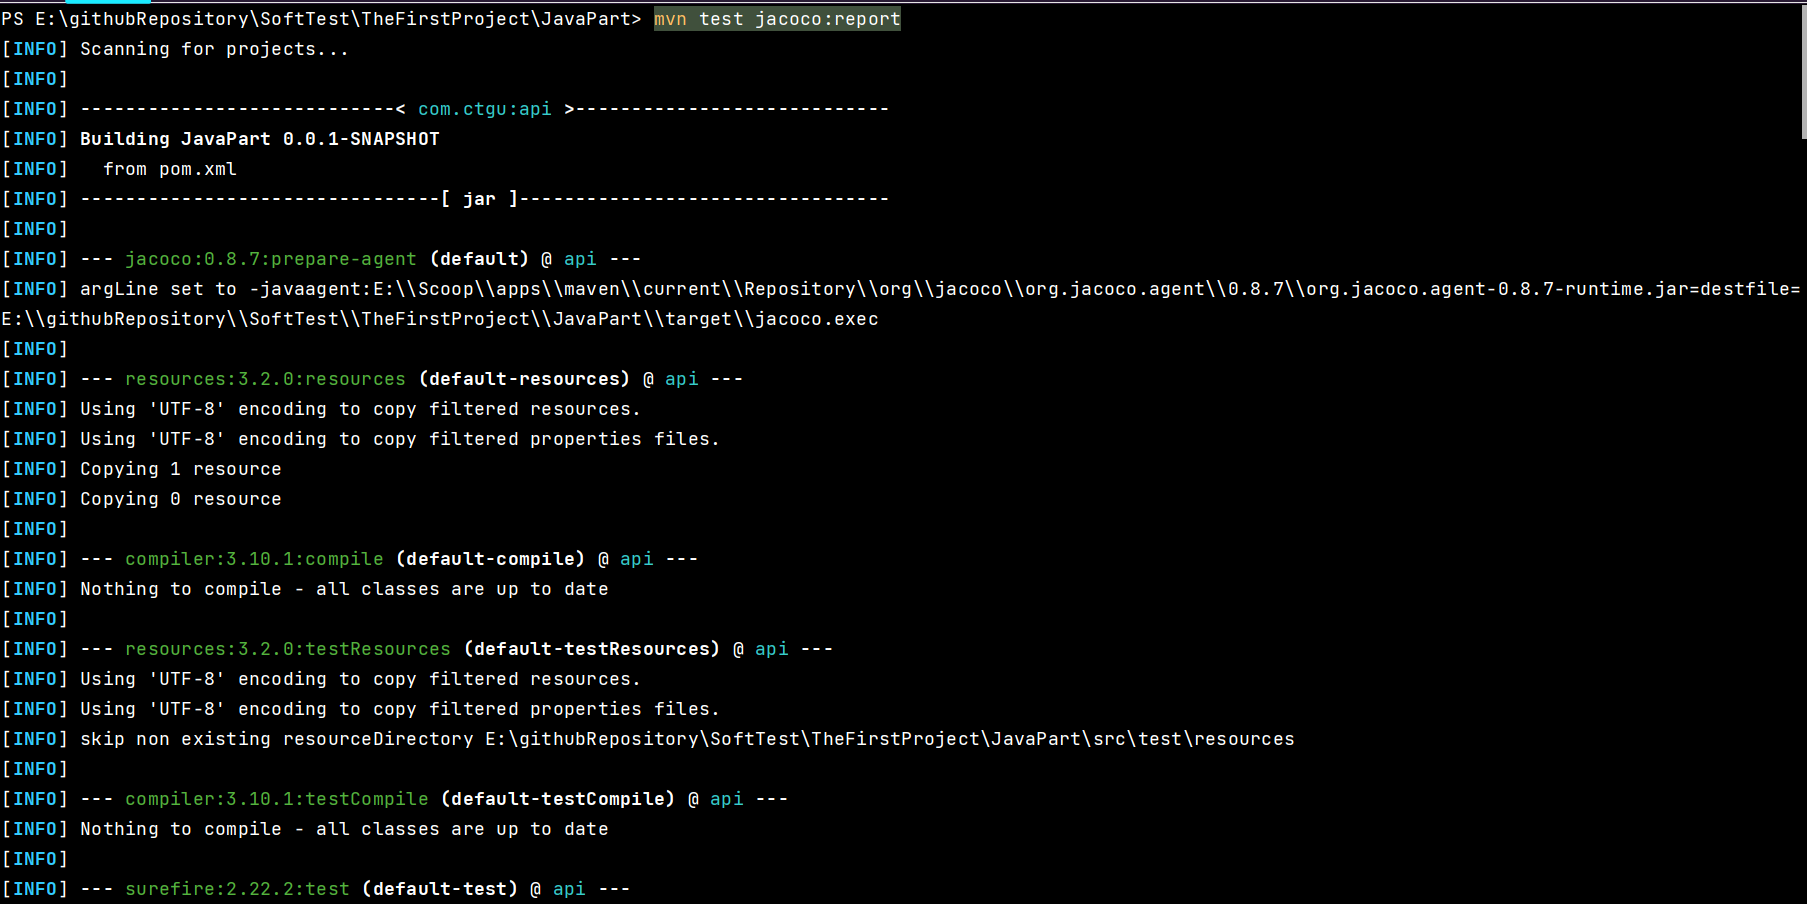 PS E:\githubRepository\SoftTest\TheFirstProject\JavaPart> mvn test jacoco:report
[INFO] Scanning for projects...
[INFO]
[INFO] ----------------------------< com.ctgu:api >----------------------------
[INFO] Building JavaPart 0.0.1-SNAPSHOT
[INFO]   from pom.xml
[INFO] --------------------------------[ jar ]---------------------------------
[INFO]
[INFO] --- jacoco:0.8.7:prepare-agent (default) @ api ---
[INFO] argLine set to -javaagent:E:\\Scoop\\apps\\maven\\current\\Repository\\org\\jacoco\\org.jacoco.agent\\0.8.7\\org.jacoco.agent-0.8.7-runtime.jar=destfile=
E:\\githubRepository\\SoftTest\\TheFirstProject\\JavaPart\\target\\jacoco.exec
[INFO]
[INFO] --- resources:3.2.0:resources (default-resources) @ api ---
[INFO] Using 'UTF-8' encoding to copy filtered resources.
[INFO] Using 'UTF-8' encoding to copy filtered properties files.
[INFO] Copying 1 resource
[INFO] Copying 0 resource
[INFO]
[INFO] --- compiler:3.10.1:compile (default-compile) @ api ---
[INFO] Nothing to compile - all classes are up to date
[INFO]
[INFO] --- resources:3.2.0:testResources (default-testResources) @ api ---
[INFO] Using 'UTF-8' encoding to copy filtered resources.
[INFO] Using 'UTF-8' encoding to copy filtered properties files.
[INFO] skip non existing resourceDirectory E:\githubRepository\SoftTest\TheFirstProject\JavaPart\src\test\resources
[INFO]
[INFO] --- compiler:3.10.1:testCompile (default-testCompile) @ api ---
[INFO] Nothing to compile - all classes are up to date
[INFO]
[INFO] --- surefire:2.22.2:test (default-test) @ api ---